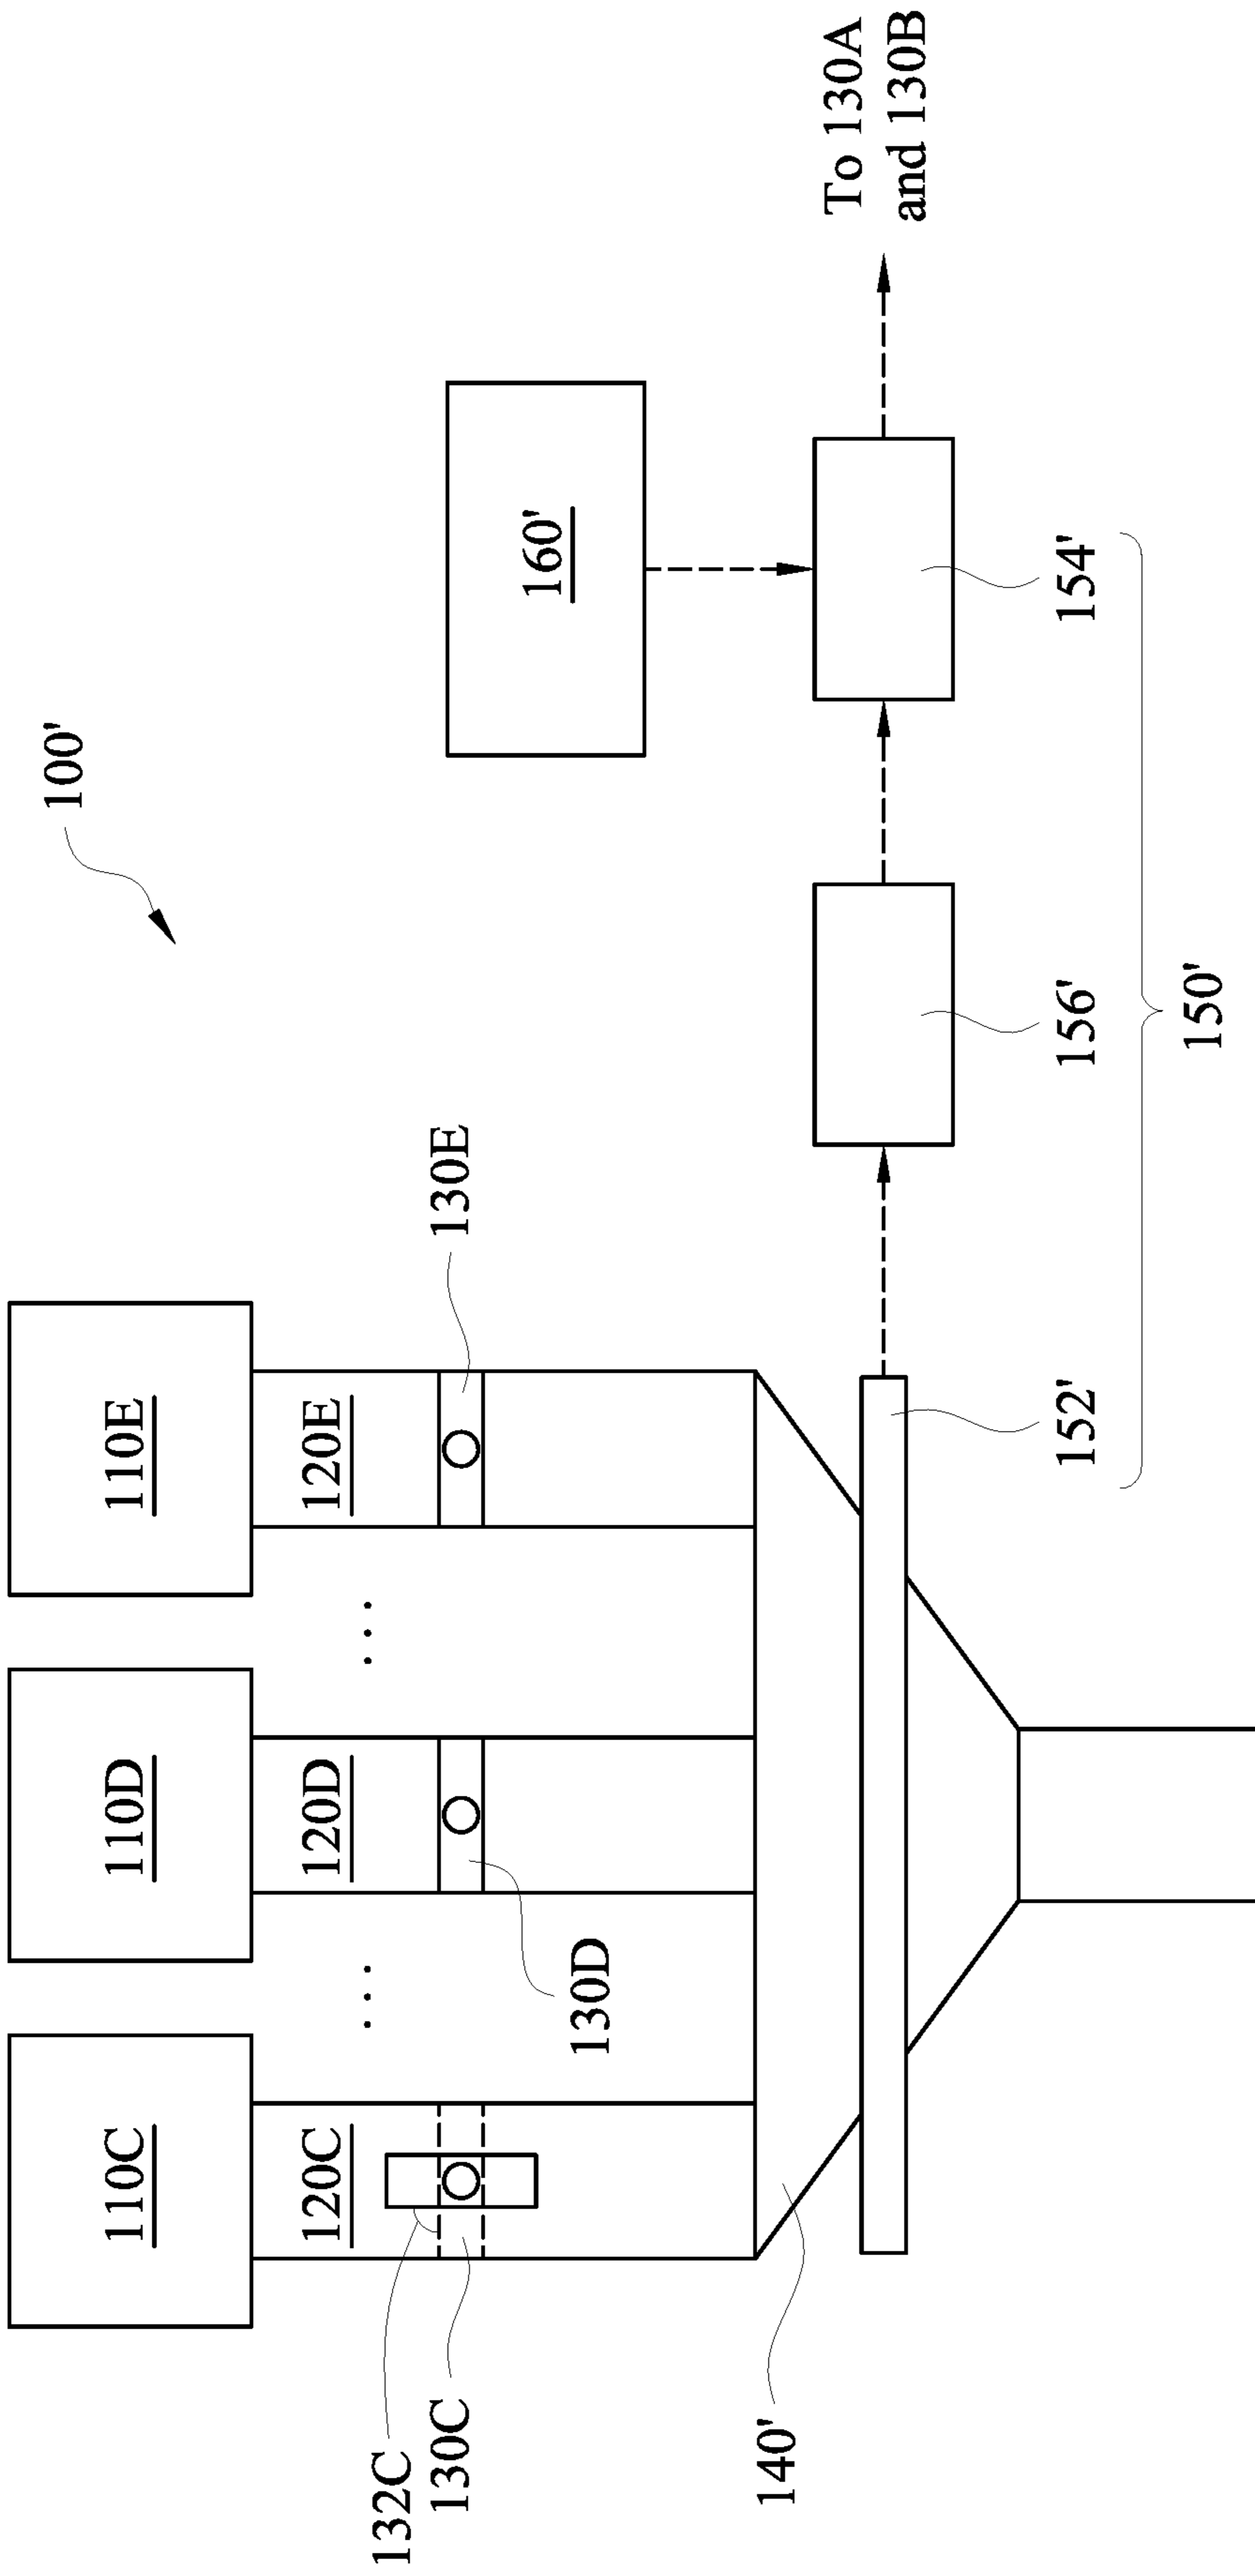 100'
110C
110D
110E
120C
120D
120E
...
...
132C
130C
130D
130E
160'
To 130A
and 130B
140'
152'
156'
154'
150'